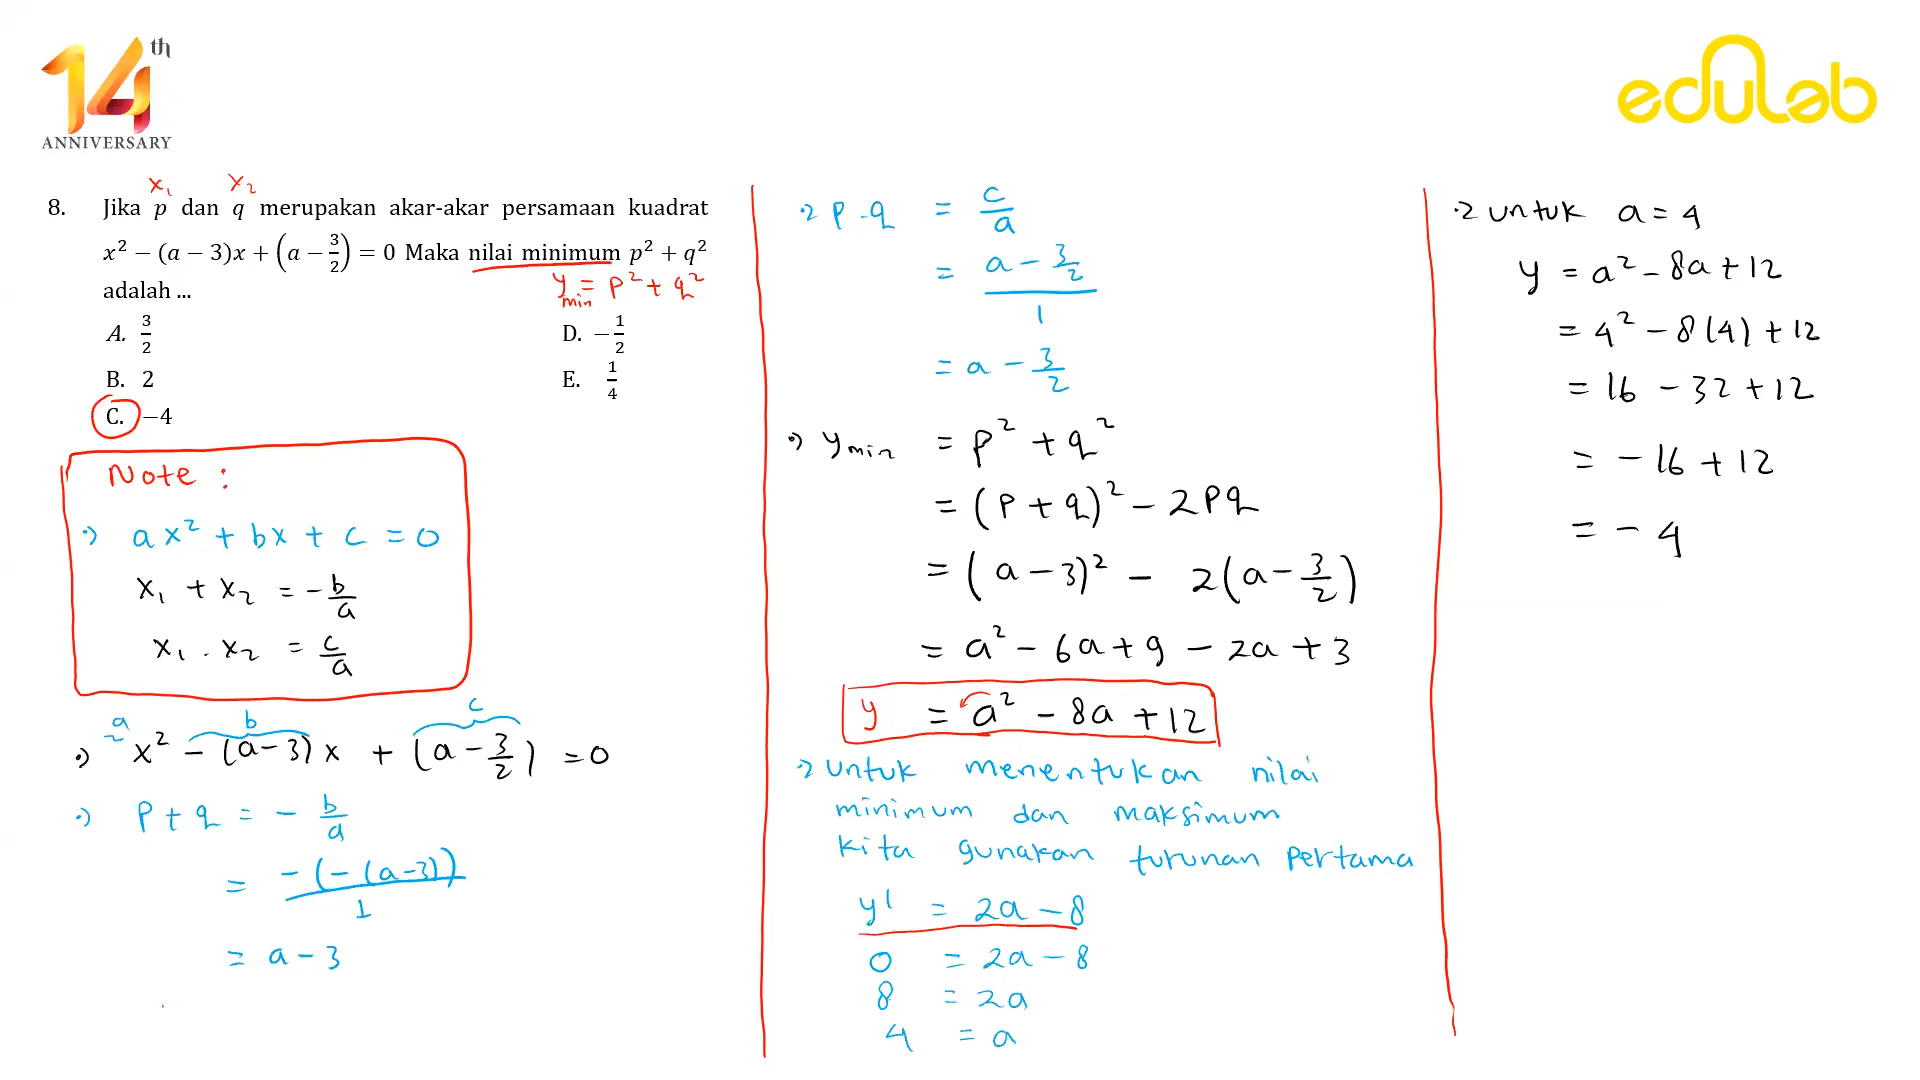 14th
ANNIVERSARY
edulab
x₁ x₂
8. Jika p dan q merupakan akar-akar persamaan kuadrat
x² − (a − 3)x + (a − 3/2) = 0 Maka nilai minimum p² + q²
adalah ...
y min = p² + q²
A. 3/2
D. −1/2
B. 2
E. 1/4
C. −4
Note :
ax² + bx + c = 0
x₁ + x₂ = −b/a
x₁ . x₂ = c/a
a b c
x² − (a−3)x + (a − 3/2) = 0
p + q = − b/a
= −(−(a−3))/1
= a − 3
p . q = c/a
= (a − 3/2)/1
= a − 3/2
y min = p² + q²
= (p + q)² − 2pq
= (a − 3)² − 2(a − 3/2)
= a² − 6a + 9 − 2a + 3
y = a² − 8a + 12
untuk menentukan nilai
minimum dan maksimum
kita gunakan turunan pertama
y' = 2a − 8
0 = 2a − 8
8 = 2a
4 = a
untuk a = 4
y = a² − 8a + 12
= 4² − 8(4) + 12
= 16 − 32 + 12
= −16 + 12
= −4